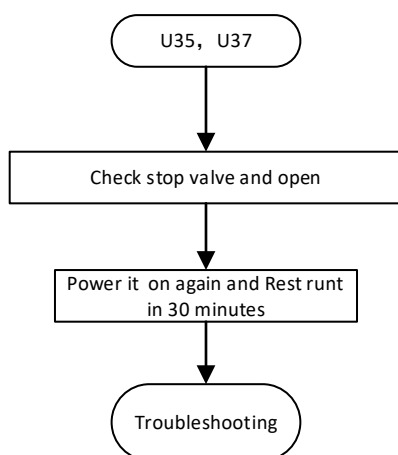 U35，U37
Check stop valve and open
Power it on again and Rest runt
in 30 minutes
Troubleshooting